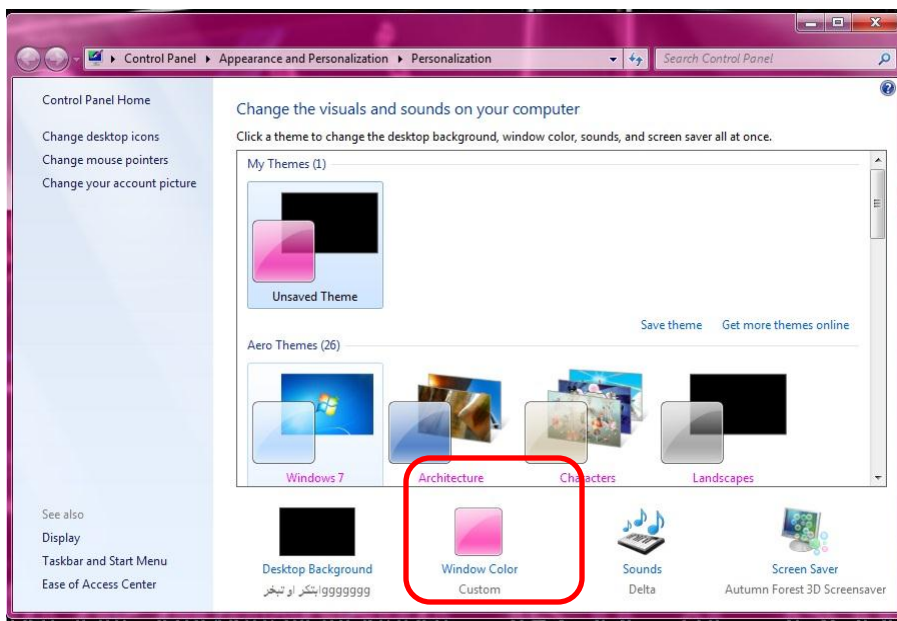 Control Panel Appearance and Personalization Personalization
Search Control Panel
Control Panel Home
Change desktop icons
Change mouse pointers
Change your account picture
Change the visuals and sounds on your computer
Click a theme to change the desktop background, window color, sounds, and screen saver all at once.
My Themes (1)
Unsaved Theme
Save theme Get more themes online
Aero Themes (26)
Windows 7 Architecture Characters Landscapes
See also
Display
Taskbar and Start Menu
Ease of Access Center
Desktop Background Window Color Sounds Screen Saver
gggggggابتكر او تبخر Custom Delta Autumn Forest 3D Screensaver